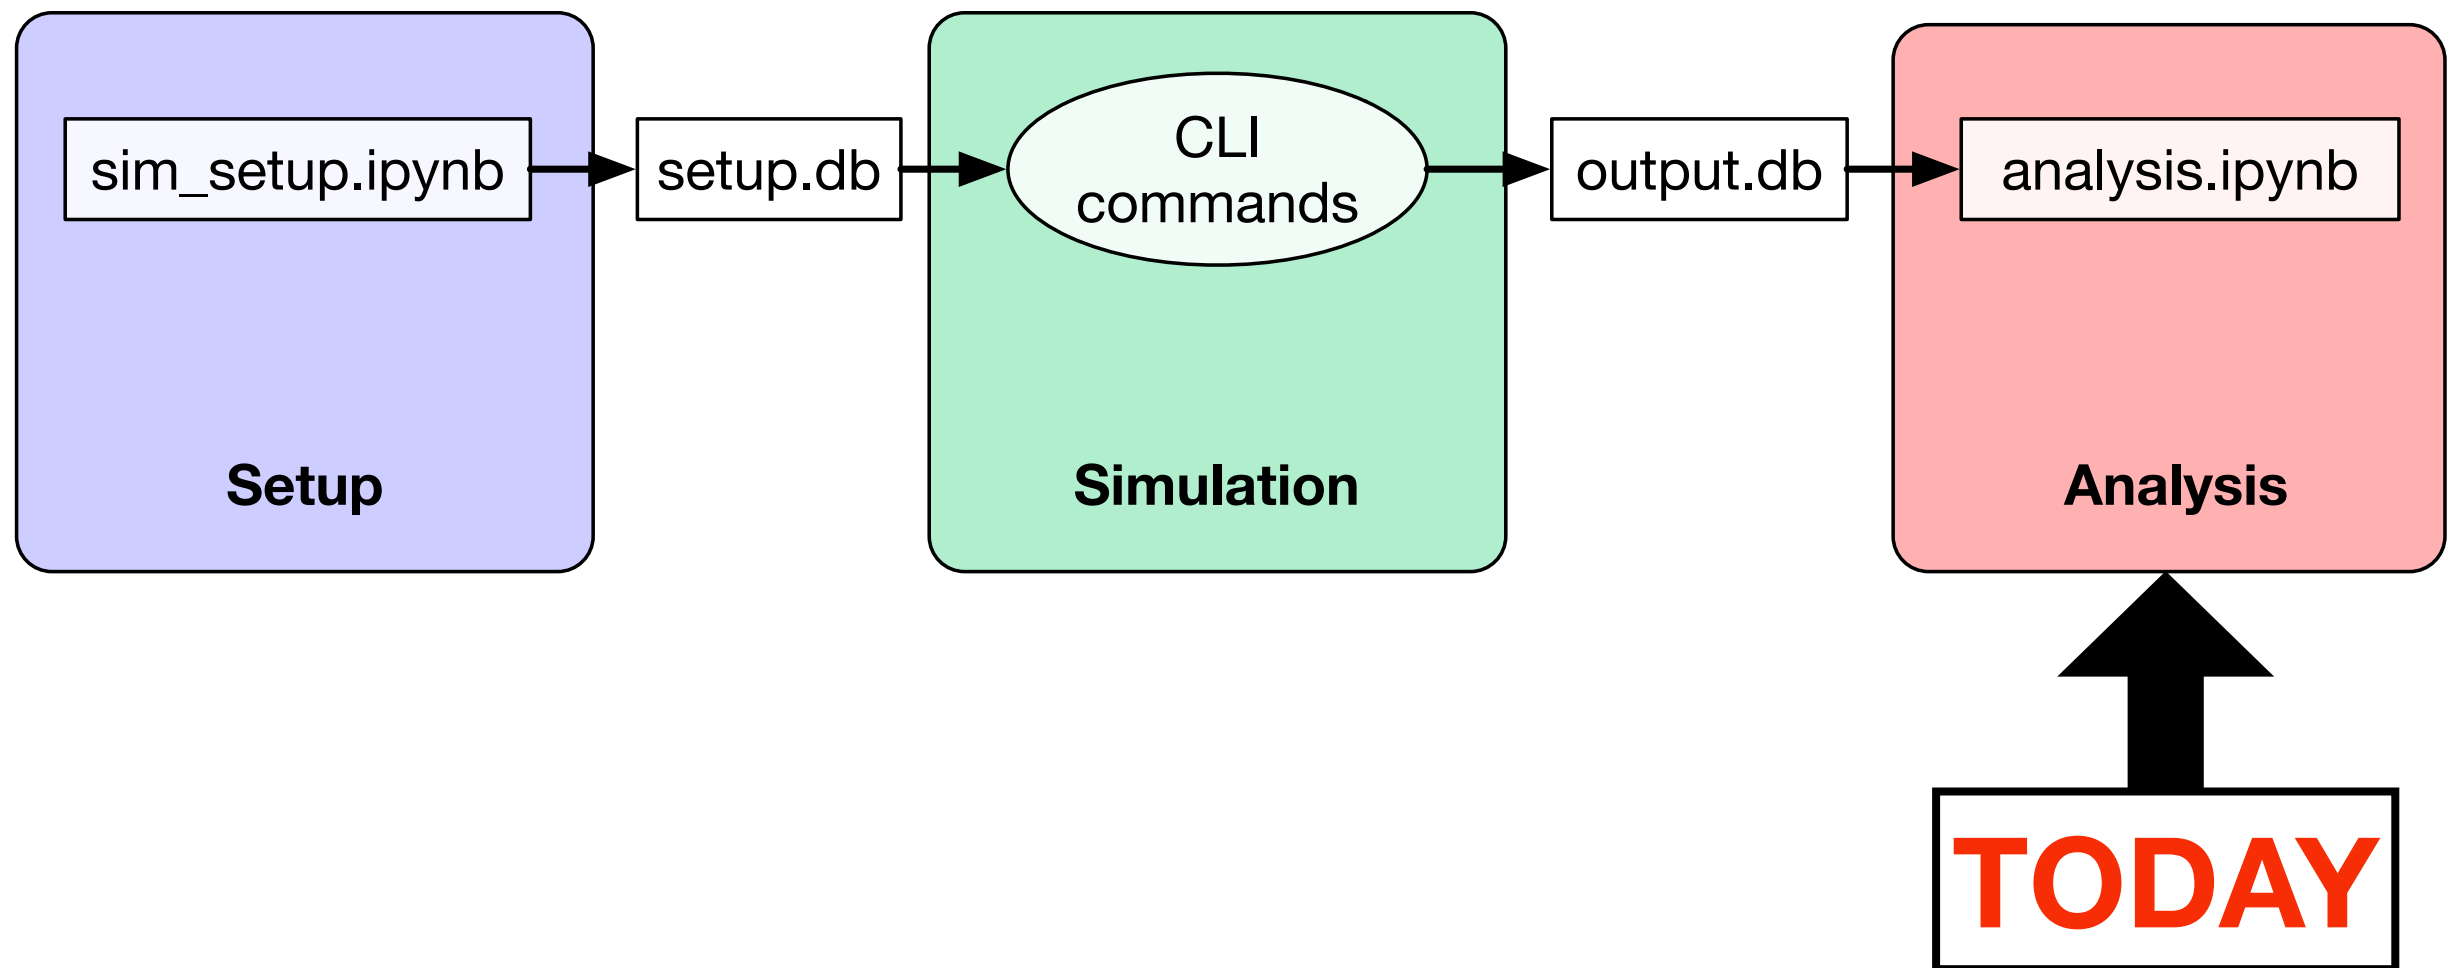 sim_setup.ipynb
setup.db
CLI
commands
output.db
analysis.ipynb
Setup
Simulation
Analysis
TODAY